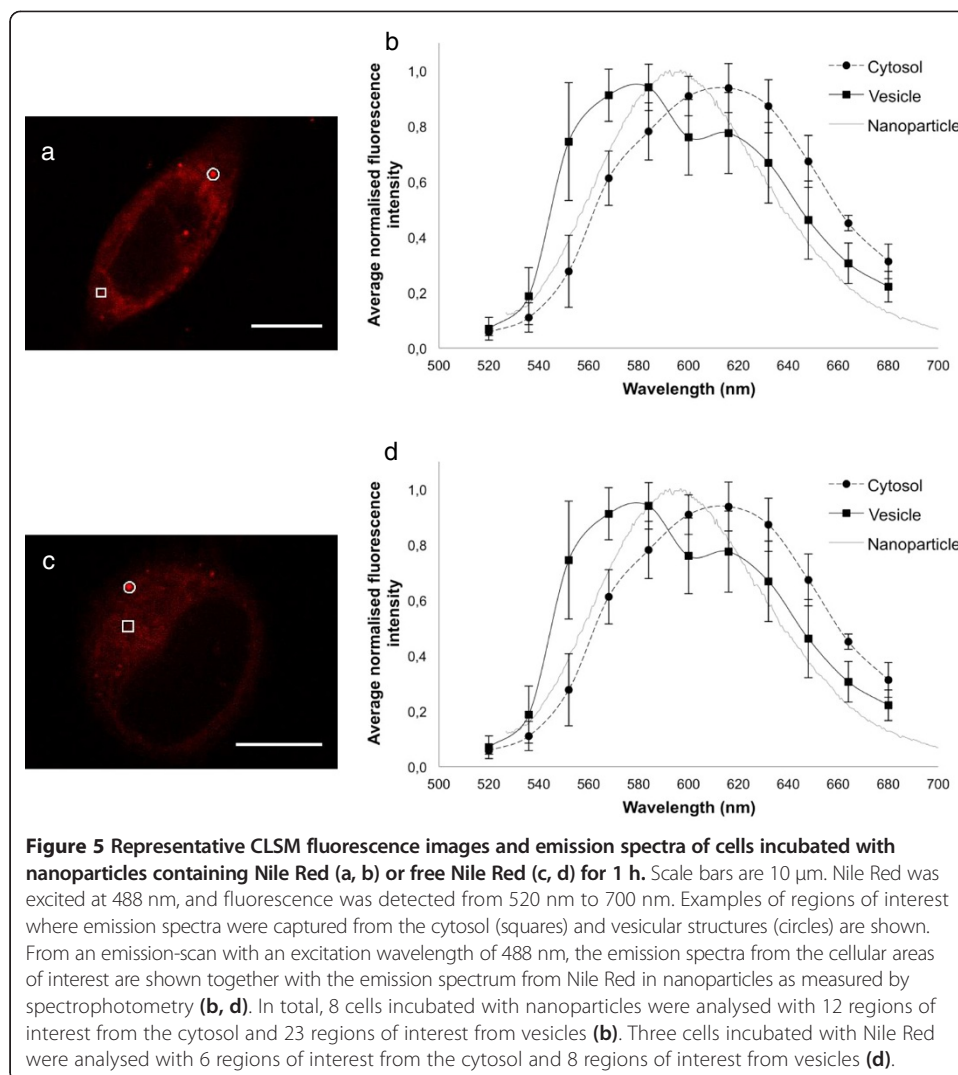 a
b
Average normalised fluorescence
intensity
1,0
0,8
0,6
0,4
0,2
0,0
500 520 540 560 580 600 620 640 660 680 700
Wavelength (nm)
Cytosol
Vesicle
Nanoparticle
c
d
Average normalised fluorescence
intensity
1,0
0,8
0,6
0,4
0,2
0,0
500 520 540 560 580 600 620 640 660 680 700
Wavelength (nm)
Cytosol
Vesicle
Nanoparticle
Figure 5 Representative CLSM fluorescence images and emission spectra of cells incubated with
nanoparticles containing Nile Red (a, b) or free Nile Red (c, d) for 1 h. Scale bars are 10 μm. Nile Red was
excited at 488 nm, and fluorescence was detected from 520 nm to 700 nm. Examples of regions of interest
where emission spectra were captured from the cytosol (squares) and vesicular structures (circles) are shown.
From an emission-scan with an excitation wavelength of 488 nm, the emission spectra from the cellular areas
of interest are shown together with the emission spectrum from Nile Red in nanoparticles as measured by
spectrophotometry (b, d). In total, 8 cells incubated with nanoparticles were analysed with 12 regions of
interest from the cytosol and 23 regions of interest from vesicles (b). Three cells incubated with Nile Red
were analysed with 6 regions of interest from the cytosol and 8 regions of interest from vesicles (d).